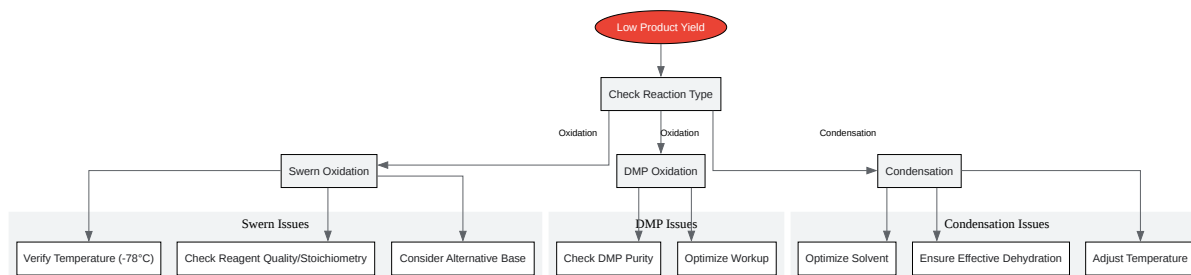 Low Product Yield
Check Reaction Type
Oxidation
Oxidation
Condensation
Swern Oxidation
DMP Oxidation
Condensation
Swern Issues
DMP Issues
Condensation Issues
Verify Temperature (-78°C)
Check Reagent Quality/Stoichiometry
Consider Alternative Base
Check DMP Purity
Optimize Workup
Optimize Solvent
Ensure Effective Dehydration
Adjust Temperature